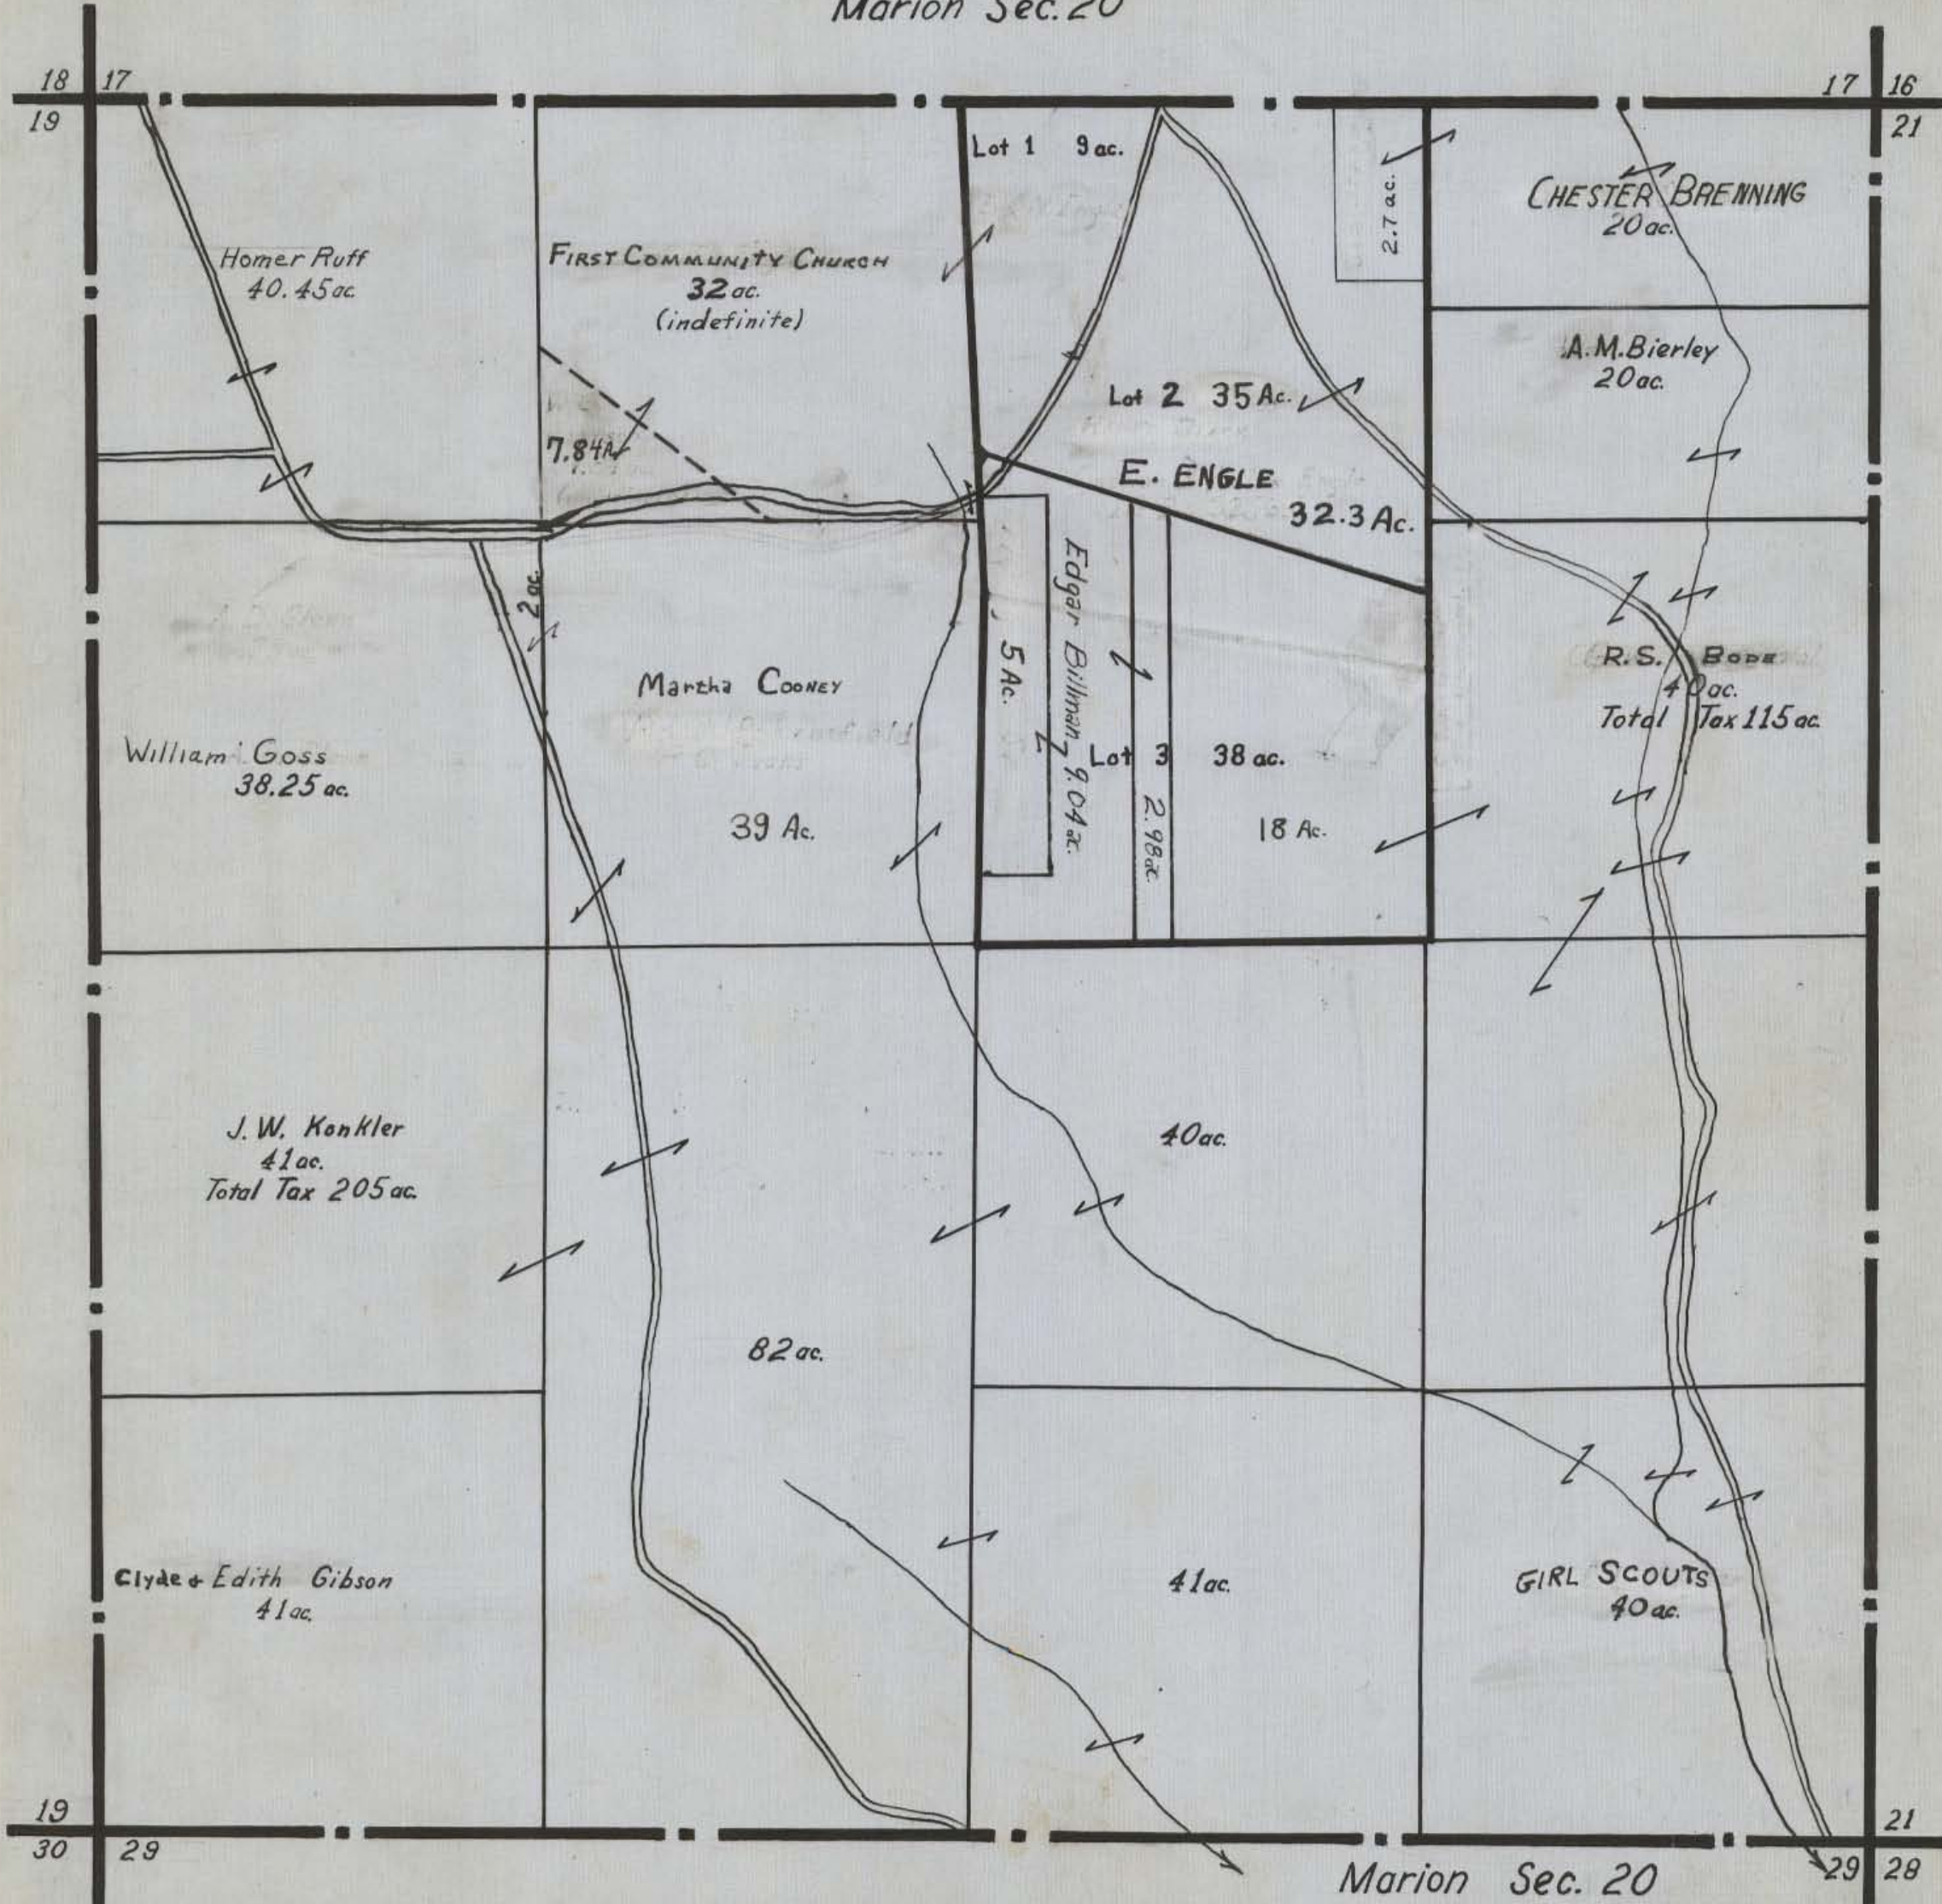 Marion Sec. 20
18 17
19
17 16
21
Lot 1 9 ac.
2.7 ac.
CHESTER BRENNING
20 ac.
Homer Ruff
40.45 ac.
FIRST COMMUNITY CHURCH
32 ac.
(indefinite)
A.M. Bierley
20 ac.
Lot 2 35 Ac.
7.84 A
E. ENGLE
32.3 Ac.
2 ac.
Edgar Billman 9.04 ac.
5 Ac.
R.S. BODE
40 ac.
Total Tax 115 ac.
Martha COONEY
39 Ac.
William Goss
38.25 ac.
Lot 3 38 ac.
2.98 ac.
18 Ac.
J. W. Konkler
41 ac.
Total Tax 205 ac.
40 ac.
82 ac.
Clyde & Edith Gibson
41 ac.
41 ac.
GIRL SCOUTS
40 ac.
19
30 29
21
29 28
Marion Sec. 20